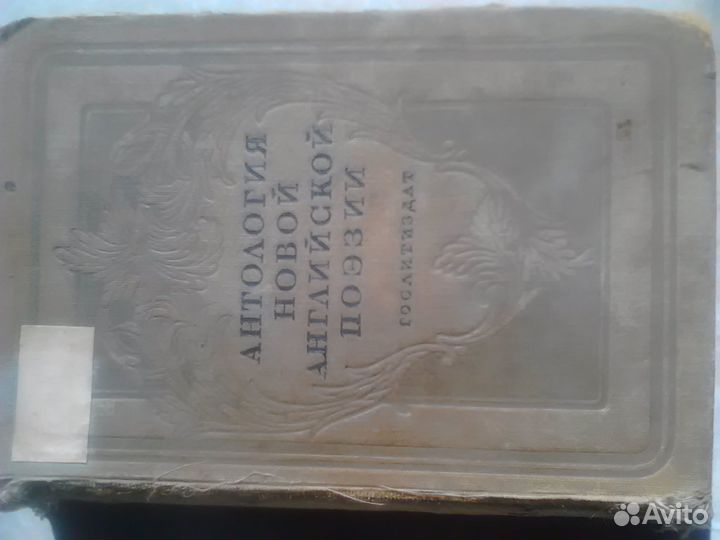 АНТОЛОГИЯ
НОВОЙ
АНГЛИЙСКОЙ
ПОЭЗИИ
ГОСЛИТИЗДАТ
Avito